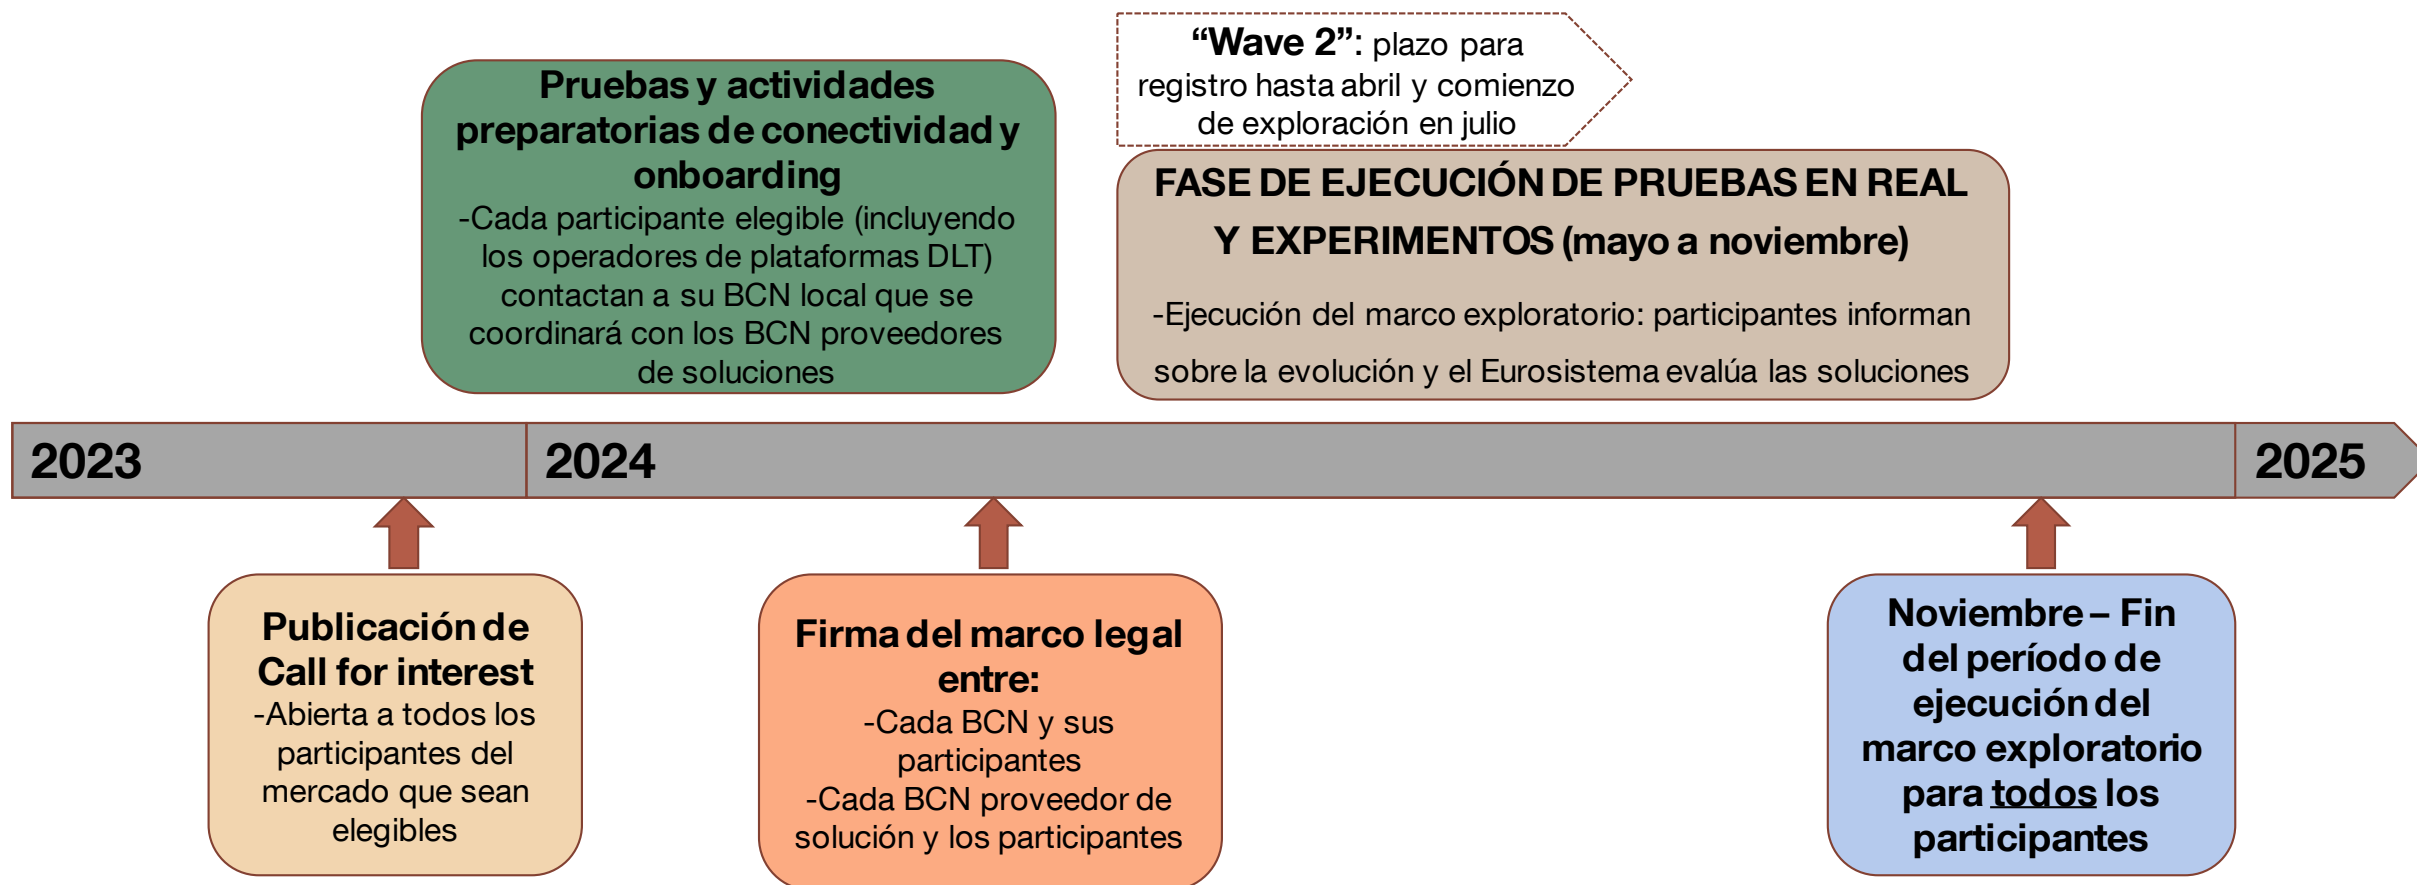 “Wave 2”: plazo para
registro hasta abril y comienzo
de exploración en julio
Pruebas y actividades
preparatorias de conectividad y
onboarding
-Cada participante elegible (incluyendo
los operadores de plataformas DLT)
contactan a su BCN local que se
coordinará con los BCN proveedores
de soluciones
FASE DE EJECUCIÓN DE PRUEBAS EN REAL
Y EXPERIMENTOS (mayo a noviembre)
-Ejecución del marco exploratorio: participantes informan
sobre la evolución y el Eurosistema evalúa las soluciones
2023
2024
2025
Publicación de
Call for interest
-Abierta a todos los
participantes del
mercado que sean
elegibles
Firma del marco legal
entre:
-Cada BCN y sus
participantes
-Cada BCN proveedor de
solución y los participantes
Noviembre – Fin
del período de
ejecución del
marco exploratorio
para todos los
participantes